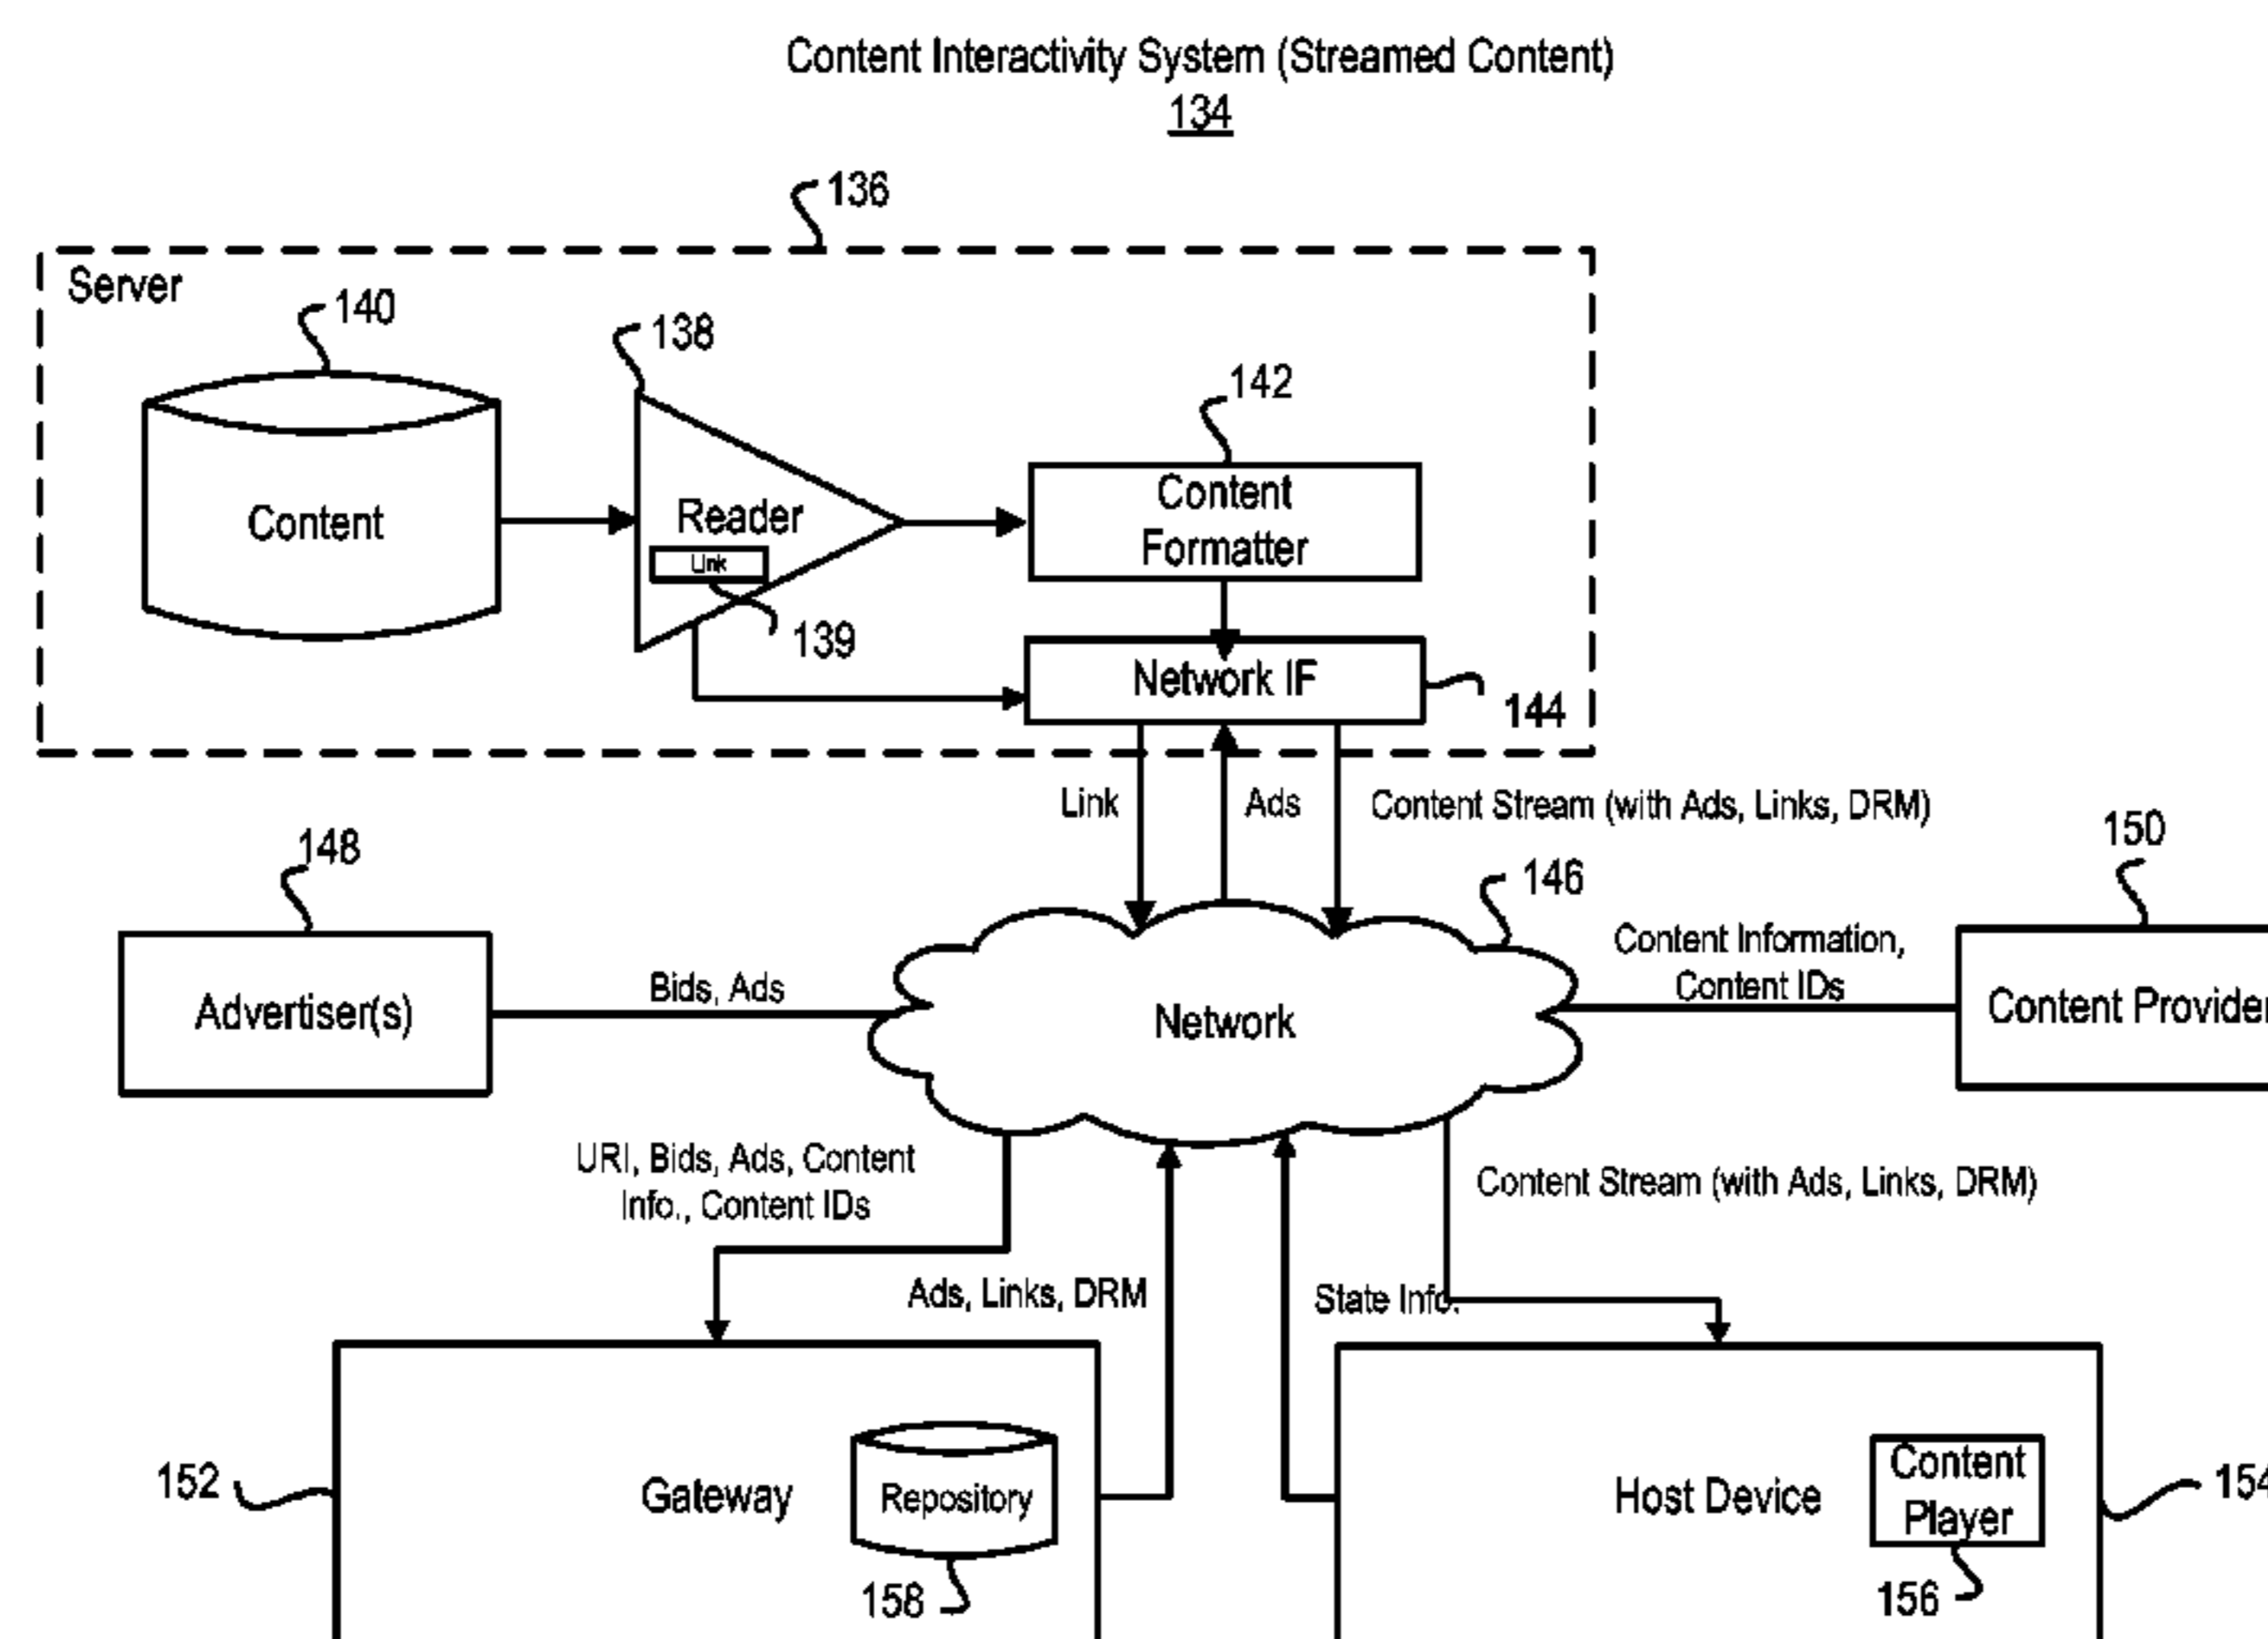 Content Interactivity System (Streamed Content)
134
136
Server
140
138
142
Content
Reader
Link
139
Content
Formatter
Network IF
144
Link
Ads
Content Stream (with Ads, Links, DRM)
148
150
146
Advertiser(s)
Bids, Ads
Network
Content Information,
Content IDs
Content Provider
URI, Bids, Ads, Content
Info., Content IDs
Content Stream (with Ads, Links, DRM)
Ads, Links, DRM
State Info.
152
Gateway
Repository
158
Host Device
Content
Player
156
154